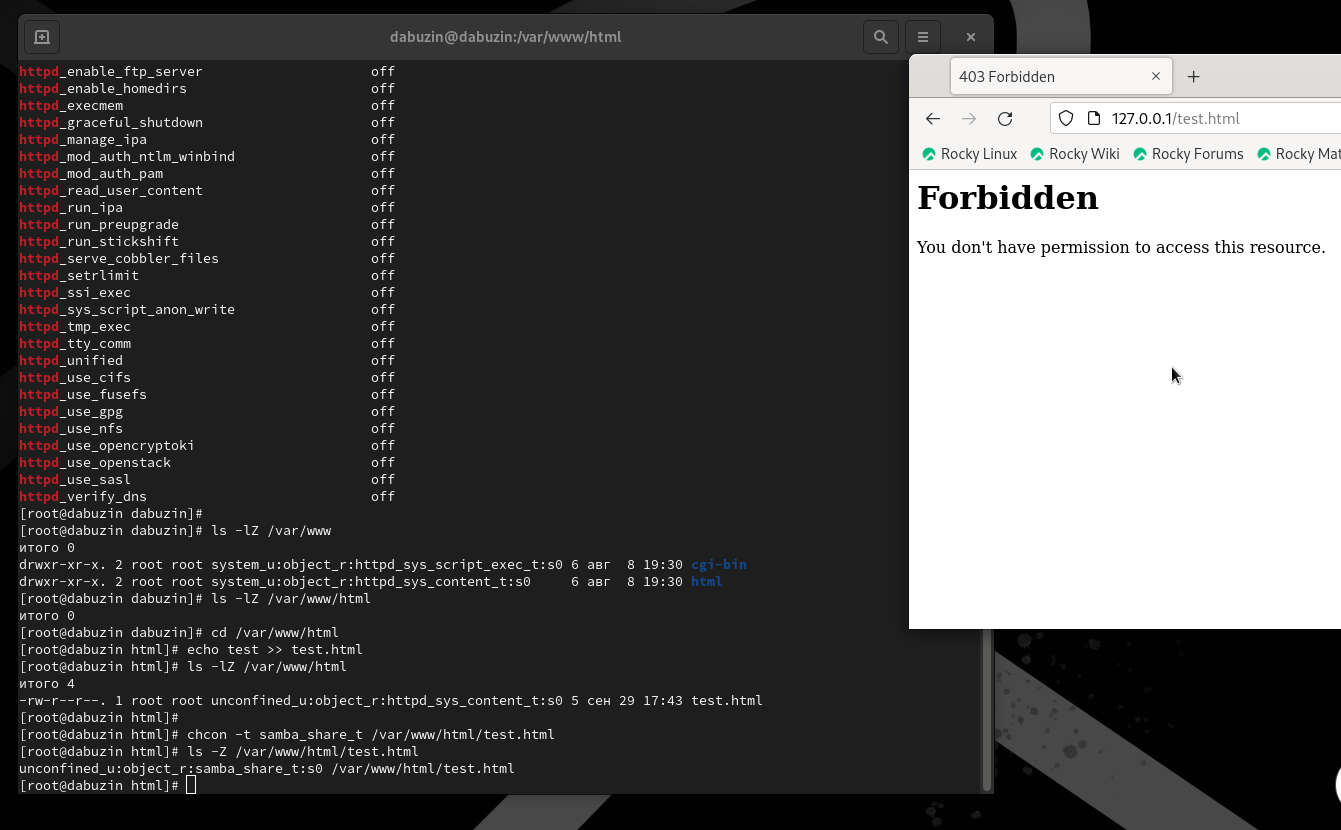 dabuzin@dabuzin:/var/www/html
httpd_enable_ftp_server off
httpd_enable_homedirs off
httpd_execmem off
httpd_graceful_shutdown off
httpd_manage_ipa off
httpd_mod_auth_ntlm_winbind off
httpd_mod_auth_pam off
httpd_read_user_content off
httpd_run_ipa off
httpd_run_preupgrade off
httpd_run_stickshift off
httpd_serve_cobbler_files off
httpd_setrlimit off
httpd_ssi_exec off
httpd_sys_script_anon_write off
httpd_tmp_exec off
httpd_tty_comm off
httpd_unified off
httpd_use_cifs off
httpd_use_fusefs off
httpd_use_gpg off
httpd_use_nfs off
httpd_use_opencryptoki off
httpd_use_openstack off
httpd_use_sasl off
httpd_verify_dns off
[root@dabuzin dabuzin]#
[root@dabuzin dabuzin]# ls -lZ /var/www
итого 0
drwxr-xr-x. 2 root root system_u:object_r:httpd_sys_script_exec_t:s0 6 авг  8 19:30 cgi-bin
drwxr-xr-x. 2 root root system_u:object_r:httpd_sys_content_t:s0     6 авг  8 19:30 html
[root@dabuzin dabuzin]# ls -lZ /var/www/html
итого 0
[root@dabuzin dabuzin]# cd /var/www/html
[root@dabuzin html]# echo test >> test.html
[root@dabuzin html]# ls -lZ /var/www/html
итого 4
-rw-r--r--. 1 root root unconfined_u:object_r:httpd_sys_content_t:s0 5 сен 29 17:43 test.html
[root@dabuzin html]#
[root@dabuzin html]# chcon -t samba_share_t /var/www/html/test.html
[root@dabuzin html]# ls -Z /var/www/html/test.html
unconfined_u:object_r:samba_share_t:s0 /var/www/html/test.html
[root@dabuzin html]#
403 Forbidden
127.0.0.1/test.html
Rocky Linux Rocky Wiki Rocky Forums Rocky Mat
Forbidden
You don't have permission to access this resource.